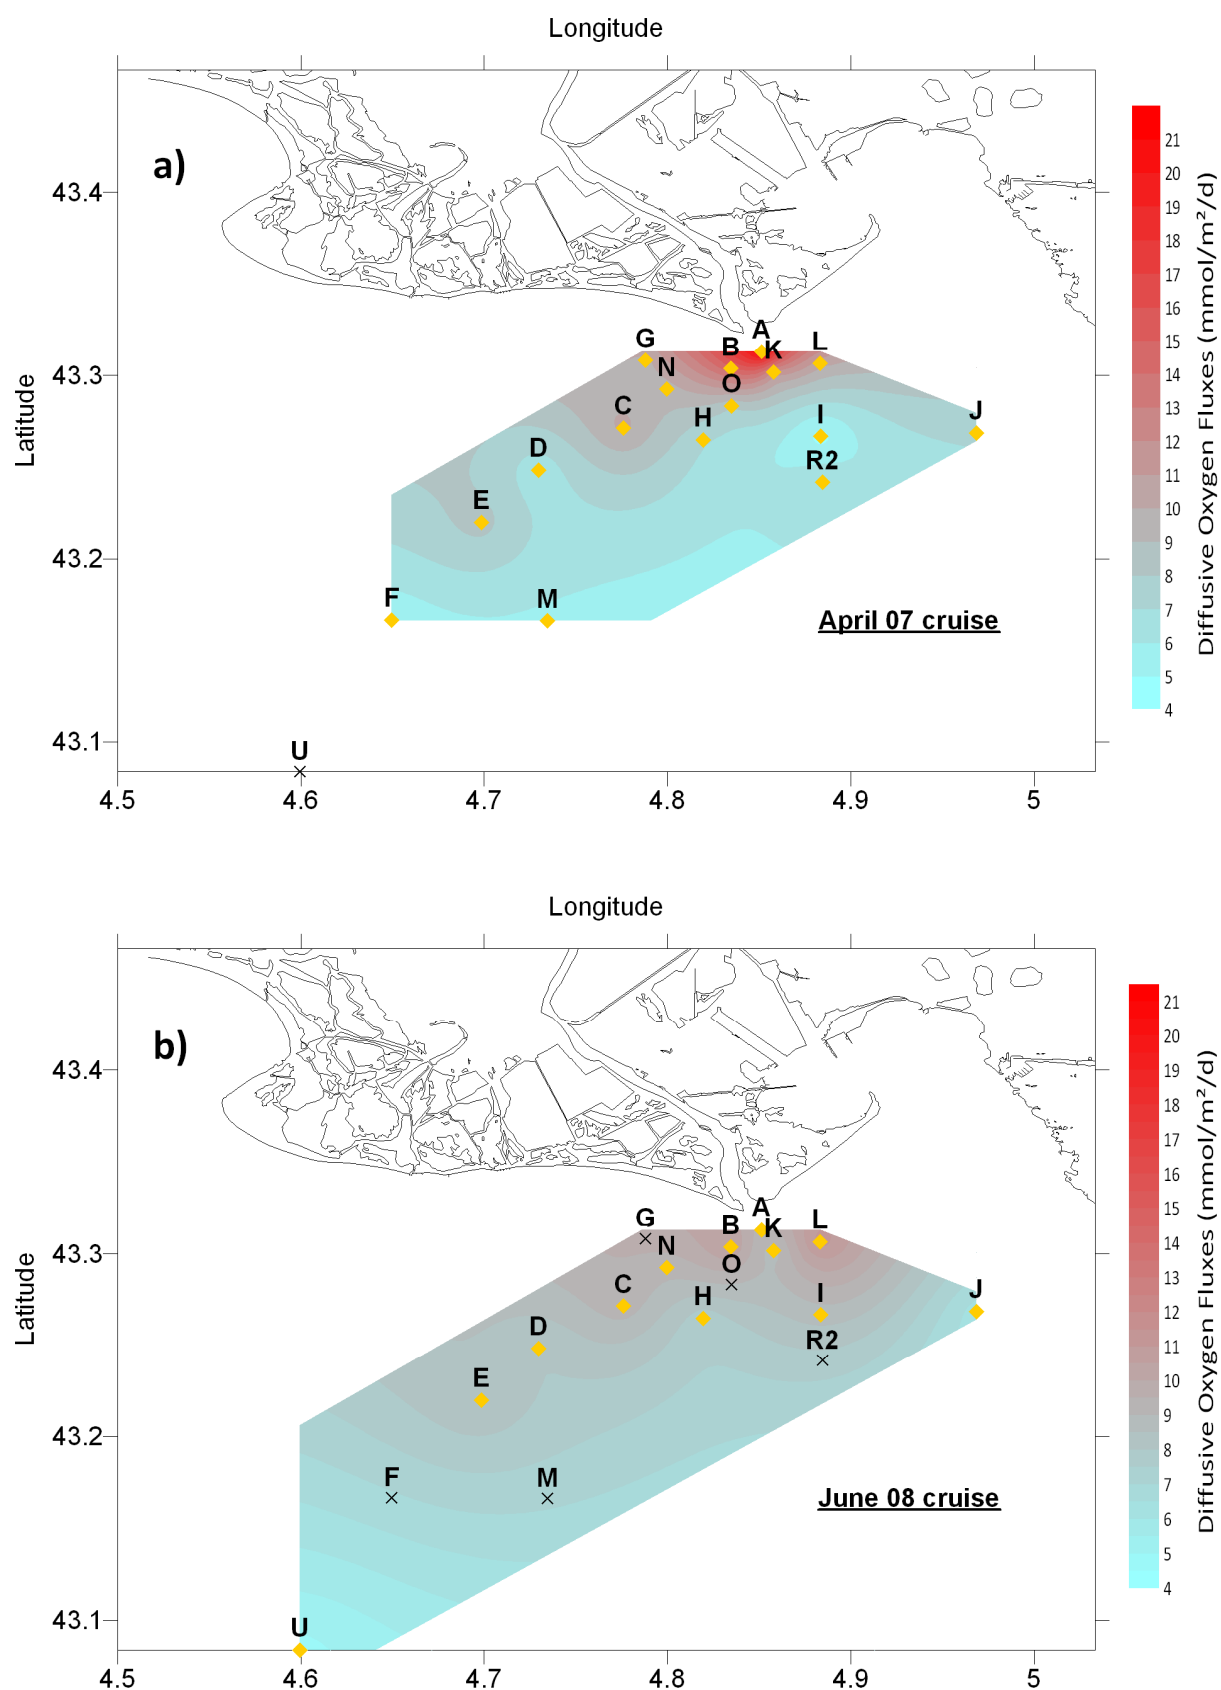 Longitude
a)
43.4
43.3
43.2
43.1
Latitude
A
G
B
K
L
N
O
C
H
I
J
D
R2
E
F
M
April 07 cruise
U
4.5
4.6
4.7
4.8
4.9
5
21
20
19
18
17
16
15
14
13
12
11
10
9
8
7
6
5
4
Diffusive Oxygen Fluxes (mmol/m²/d)
Longitude
b)
43.4
43.3
43.2
43.1
Latitude
A
G
B
K
L
N
O
C
H
I
J
D
R2
E
F
M
June 08 cruise
U
4.5
4.6
4.7
4.8
4.9
5
21
20
19
18
17
16
15
14
13
12
11
10
9
8
7
6
5
4
Diffusive Oxygen Fluxes (mmol/m²/d)